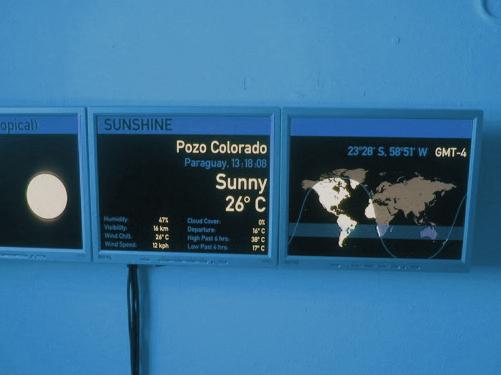 opical)
SUNSHINE
Pozo Colorado
Paraguay, 13:18:08
Sunny
26° C
Humidity: 47%
Visibility: 16 km
Wind Chill: 26° C
Wind Speed: 12 kph
Cloud Cover: 0%
Departure: 16° C
High Past 6 hrs: 38° C
Low Past 6 hrs: 17° C
23°28' S, 58°51' W GMT-4